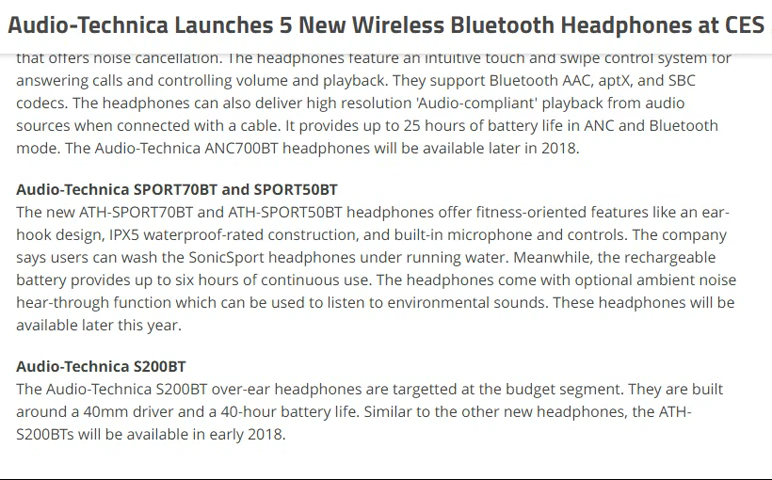 Audio-Technica Launches 5 New Wireless Bluetooth Headphones at CES
that offers noise cancellation. The headphones feature an intuitive touch and swipe control system for
answering calls and controlling volume and playback. They support Bluetooth AAC, aptX, and SBC
codecs. The headphones can also deliver high resolution 'Audio-compliant' playback from audio
sources when connected with a cable. It provides up to 25 hours of battery life in ANC and Bluetooth
mode. The Audio-Technica ANC700BT headphones will be available later in 2018.
Audio-Technica SPORT70BT and SPORT50BT
The new ATH-SPORT70BT and ATH-SPORT50BT headphones offer fitness-oriented features like an ear-
hook design, IPX5 waterproof-rated construction, and built-in microphone and controls. The company
says users can wash the SonicSport headphones under running water. Meanwhile, the rechargeable
battery provides up to six hours of continuous use. The headphones come with optional ambient noise
hear-through function which can be used to listen to environmental sounds. These headphones will be
available later this year.
Audio-Technica S200BT
The Audio-Technica S200BT over-ear headphones are targetted at the budget segment. They are built
around a 40mm driver and a 40-hour battery life. Similar to the other new headphones, the ATH-
S200BTs will be available in early 2018.